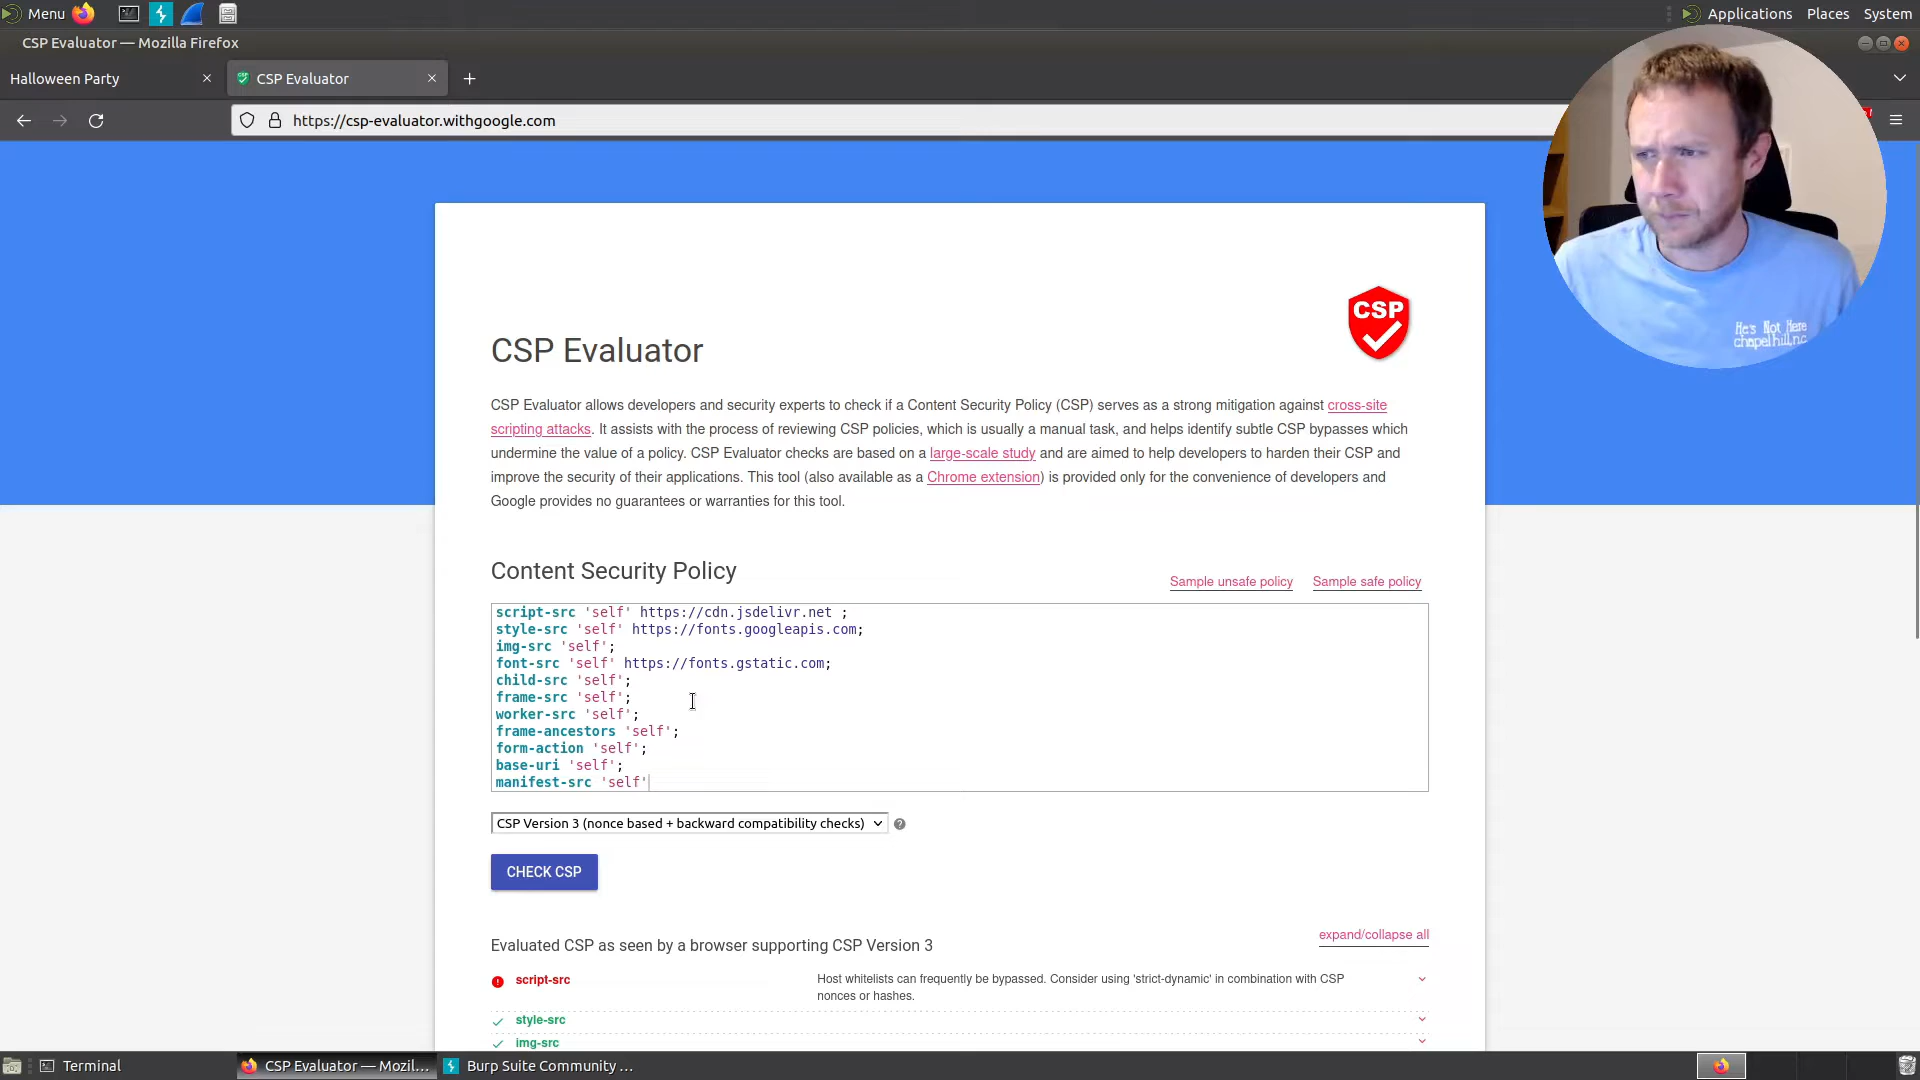 Menu
Applications Places System
CSP Evaluator — Mozilla Firefox
Halloween Party
CSP Evaluator
https://csp-evaluator.withgoogle.com
He's Not Here
chapel hill, nc
CSP
CSP Evaluator
CSP Evaluator allows developers and security experts to check if a Content Security Policy (CSP) serves as a strong mitigation against cross-site
scripting attacks. It assists with the process of reviewing CSP policies, which is usually a manual task, and helps identify subtle CSP bypasses which
undermine the value of a policy. CSP Evaluator checks are based on a large-scale study and are aimed to help developers to harden their CSP and
improve the security of their applications. This tool (also available as a Chrome extension) is provided only for the convenience of developers and
Google provides no guarantees or warranties for this tool.
Content Security Policy
Sample unsafe policy Sample safe policy
script-src 'self' https://cdn.jsdelivr.net ;
style-src 'self' https://fonts.googleapis.com;
img-src 'self';
font-src 'self' https://fonts.gstatic.com;
child-src 'self';
frame-src 'self';
worker-src 'self';
frame-ancestors 'self';
form-action 'self';
base-uri 'self';
manifest-src 'self'
CSP Version 3 (nonce based + backward compatibility checks)
CHECK CSP
Evaluated CSP as seen by a browser supporting CSP Version 3
expand/collapse all
script-src
Host whitelists can frequently be bypassed. Consider using 'strict-dynamic' in combination with CSP
nonces or hashes.
style-src
img-src
Terminal
CSP Evaluator — Mozil...
Burp Suite Community ...